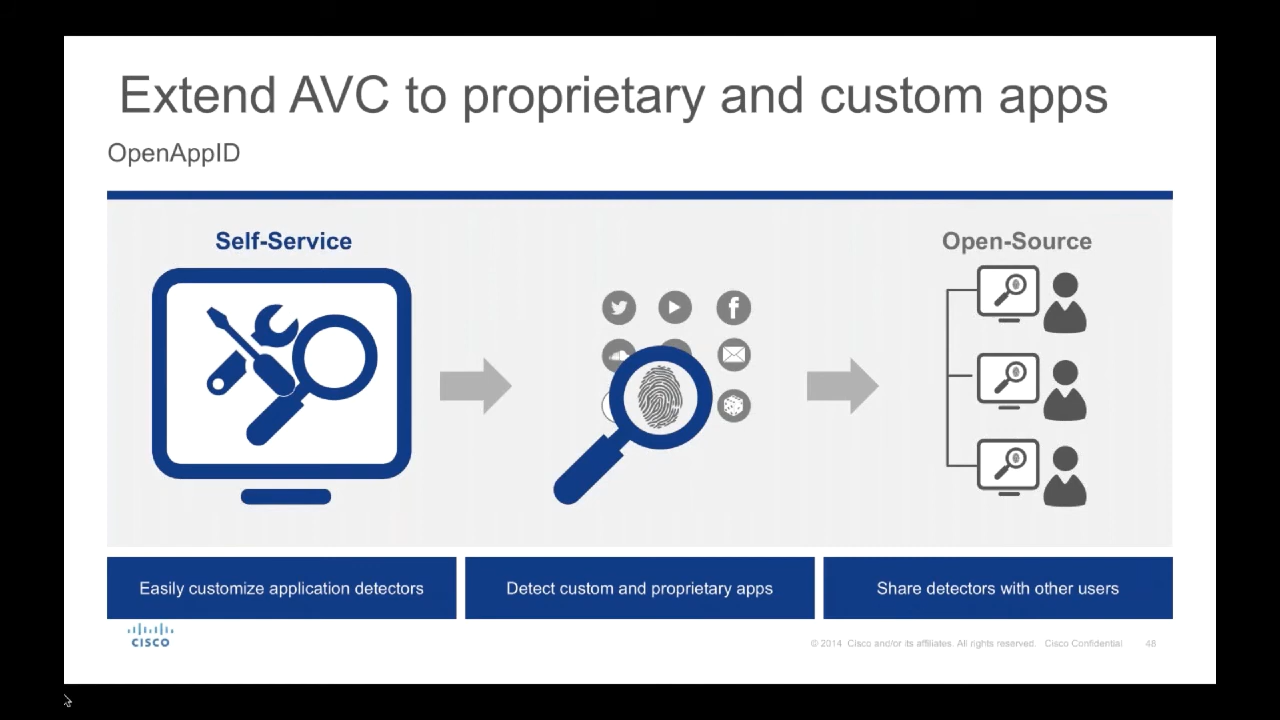 Extend AVC to proprietary and custom apps
OpenAppID
Self-Service
Open-Source
Easily customize application detectors
Detect custom and proprietary apps
Share detectors with other users
CISCO
© 2014 Cisco and/or its affiliates. All rights reserved. Cisco Confidential 48